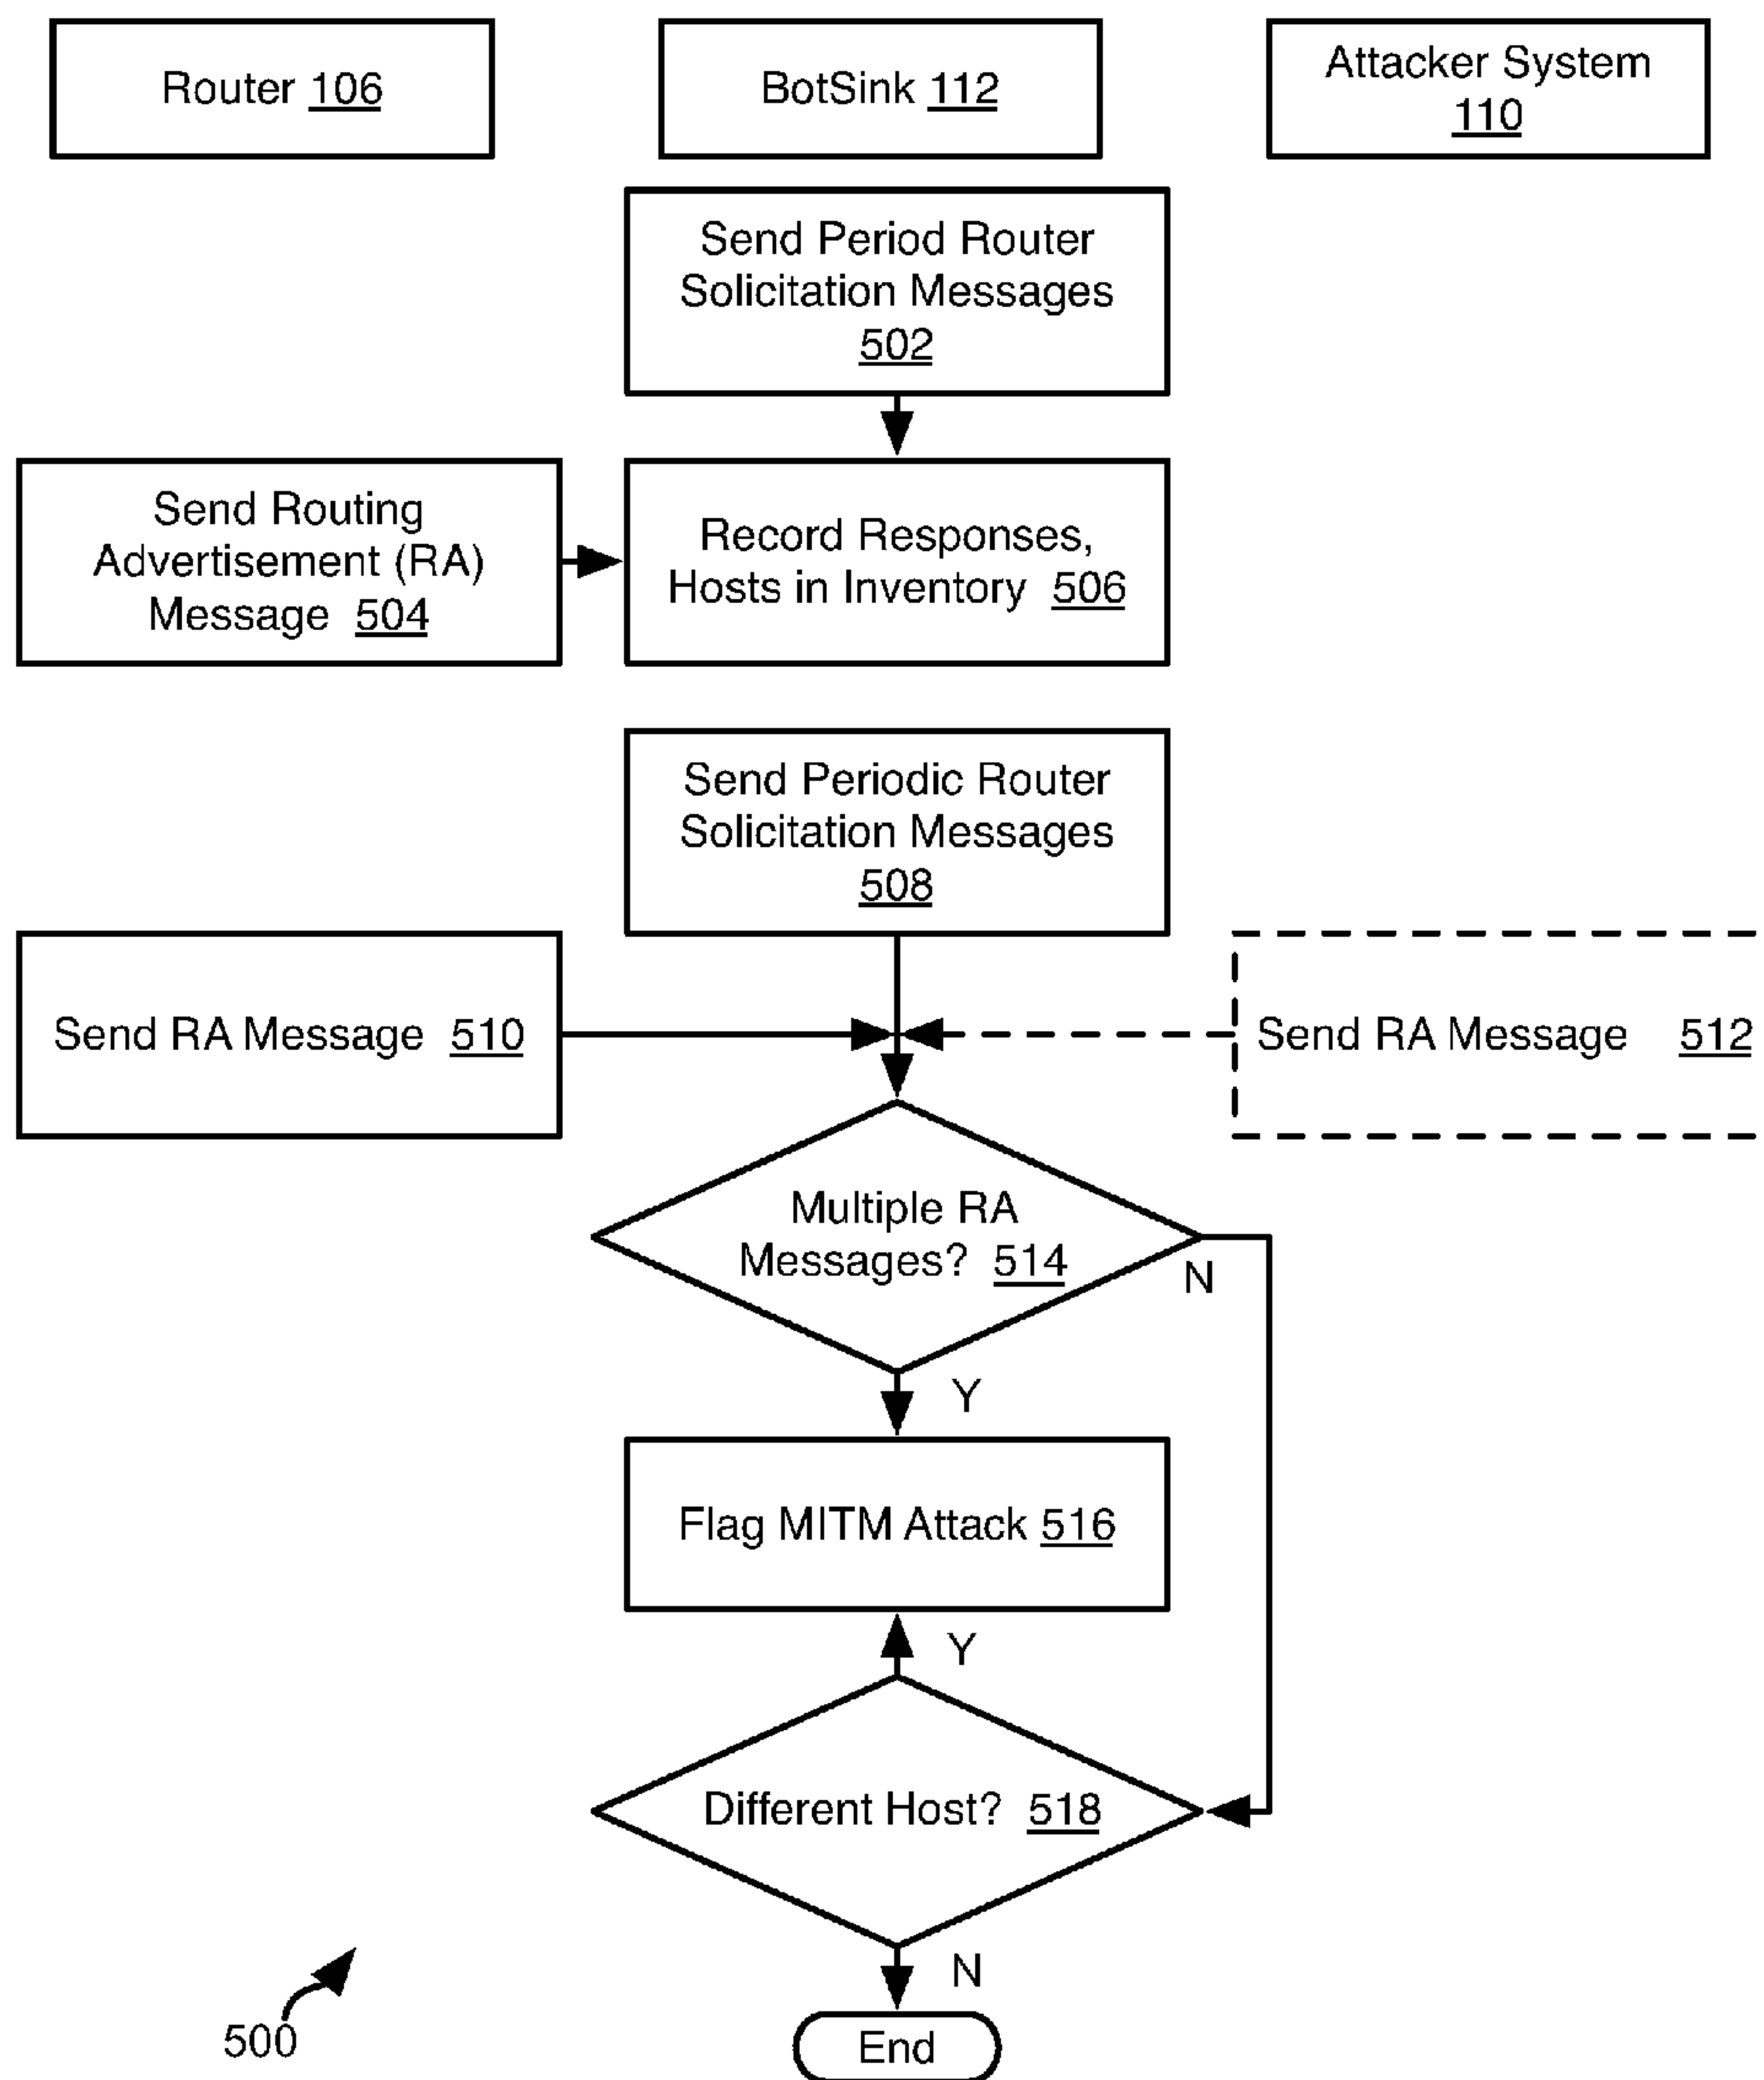 Router 106
BotSink 112
Attacker System
110
Send Period Router
Solicitation Messages
502
Send Routing
Advertisement (RA)
Message 504
Record Responses,
Hosts in Inventory 506
Send Periodic Router
Solicitation Messages
508
Send RA Message 510
Send RA Message 512
Multiple RA
Messages? 514
N
Y
Flag MITM Attack 516
Y
Different Host? 518
N
500
End